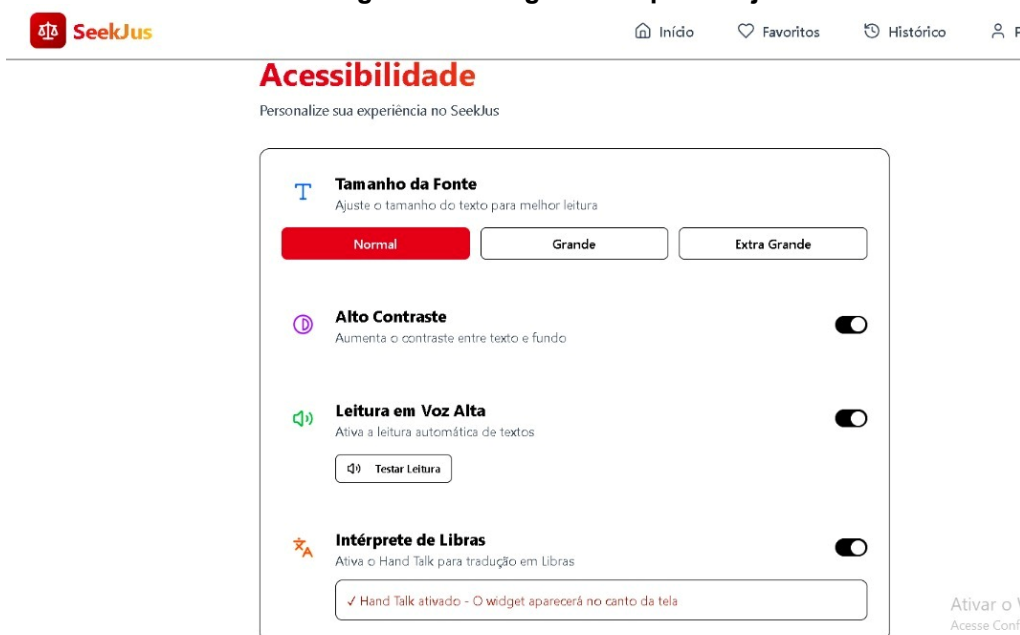 SeekJus
Início
Favoritos
Histórico
Acessibilidade
Personalize sua experiência no SeekJus
Tamanho da Fonte
Ajuste o tamanho do texto para melhor leitura
Normal
Grande
Extra Grande
Alto Contraste
Aumenta o contraste entre texto e fundo
Leitura em Voz Alta
Ativa a leitura automática de textos
Testar Leitura
Intérprete de Libras
Ativa o Hand Talk para tradução em Libras
✓ Hand Talk ativado - O widget aparecerá no canto da tela
Ativar o
Acesse